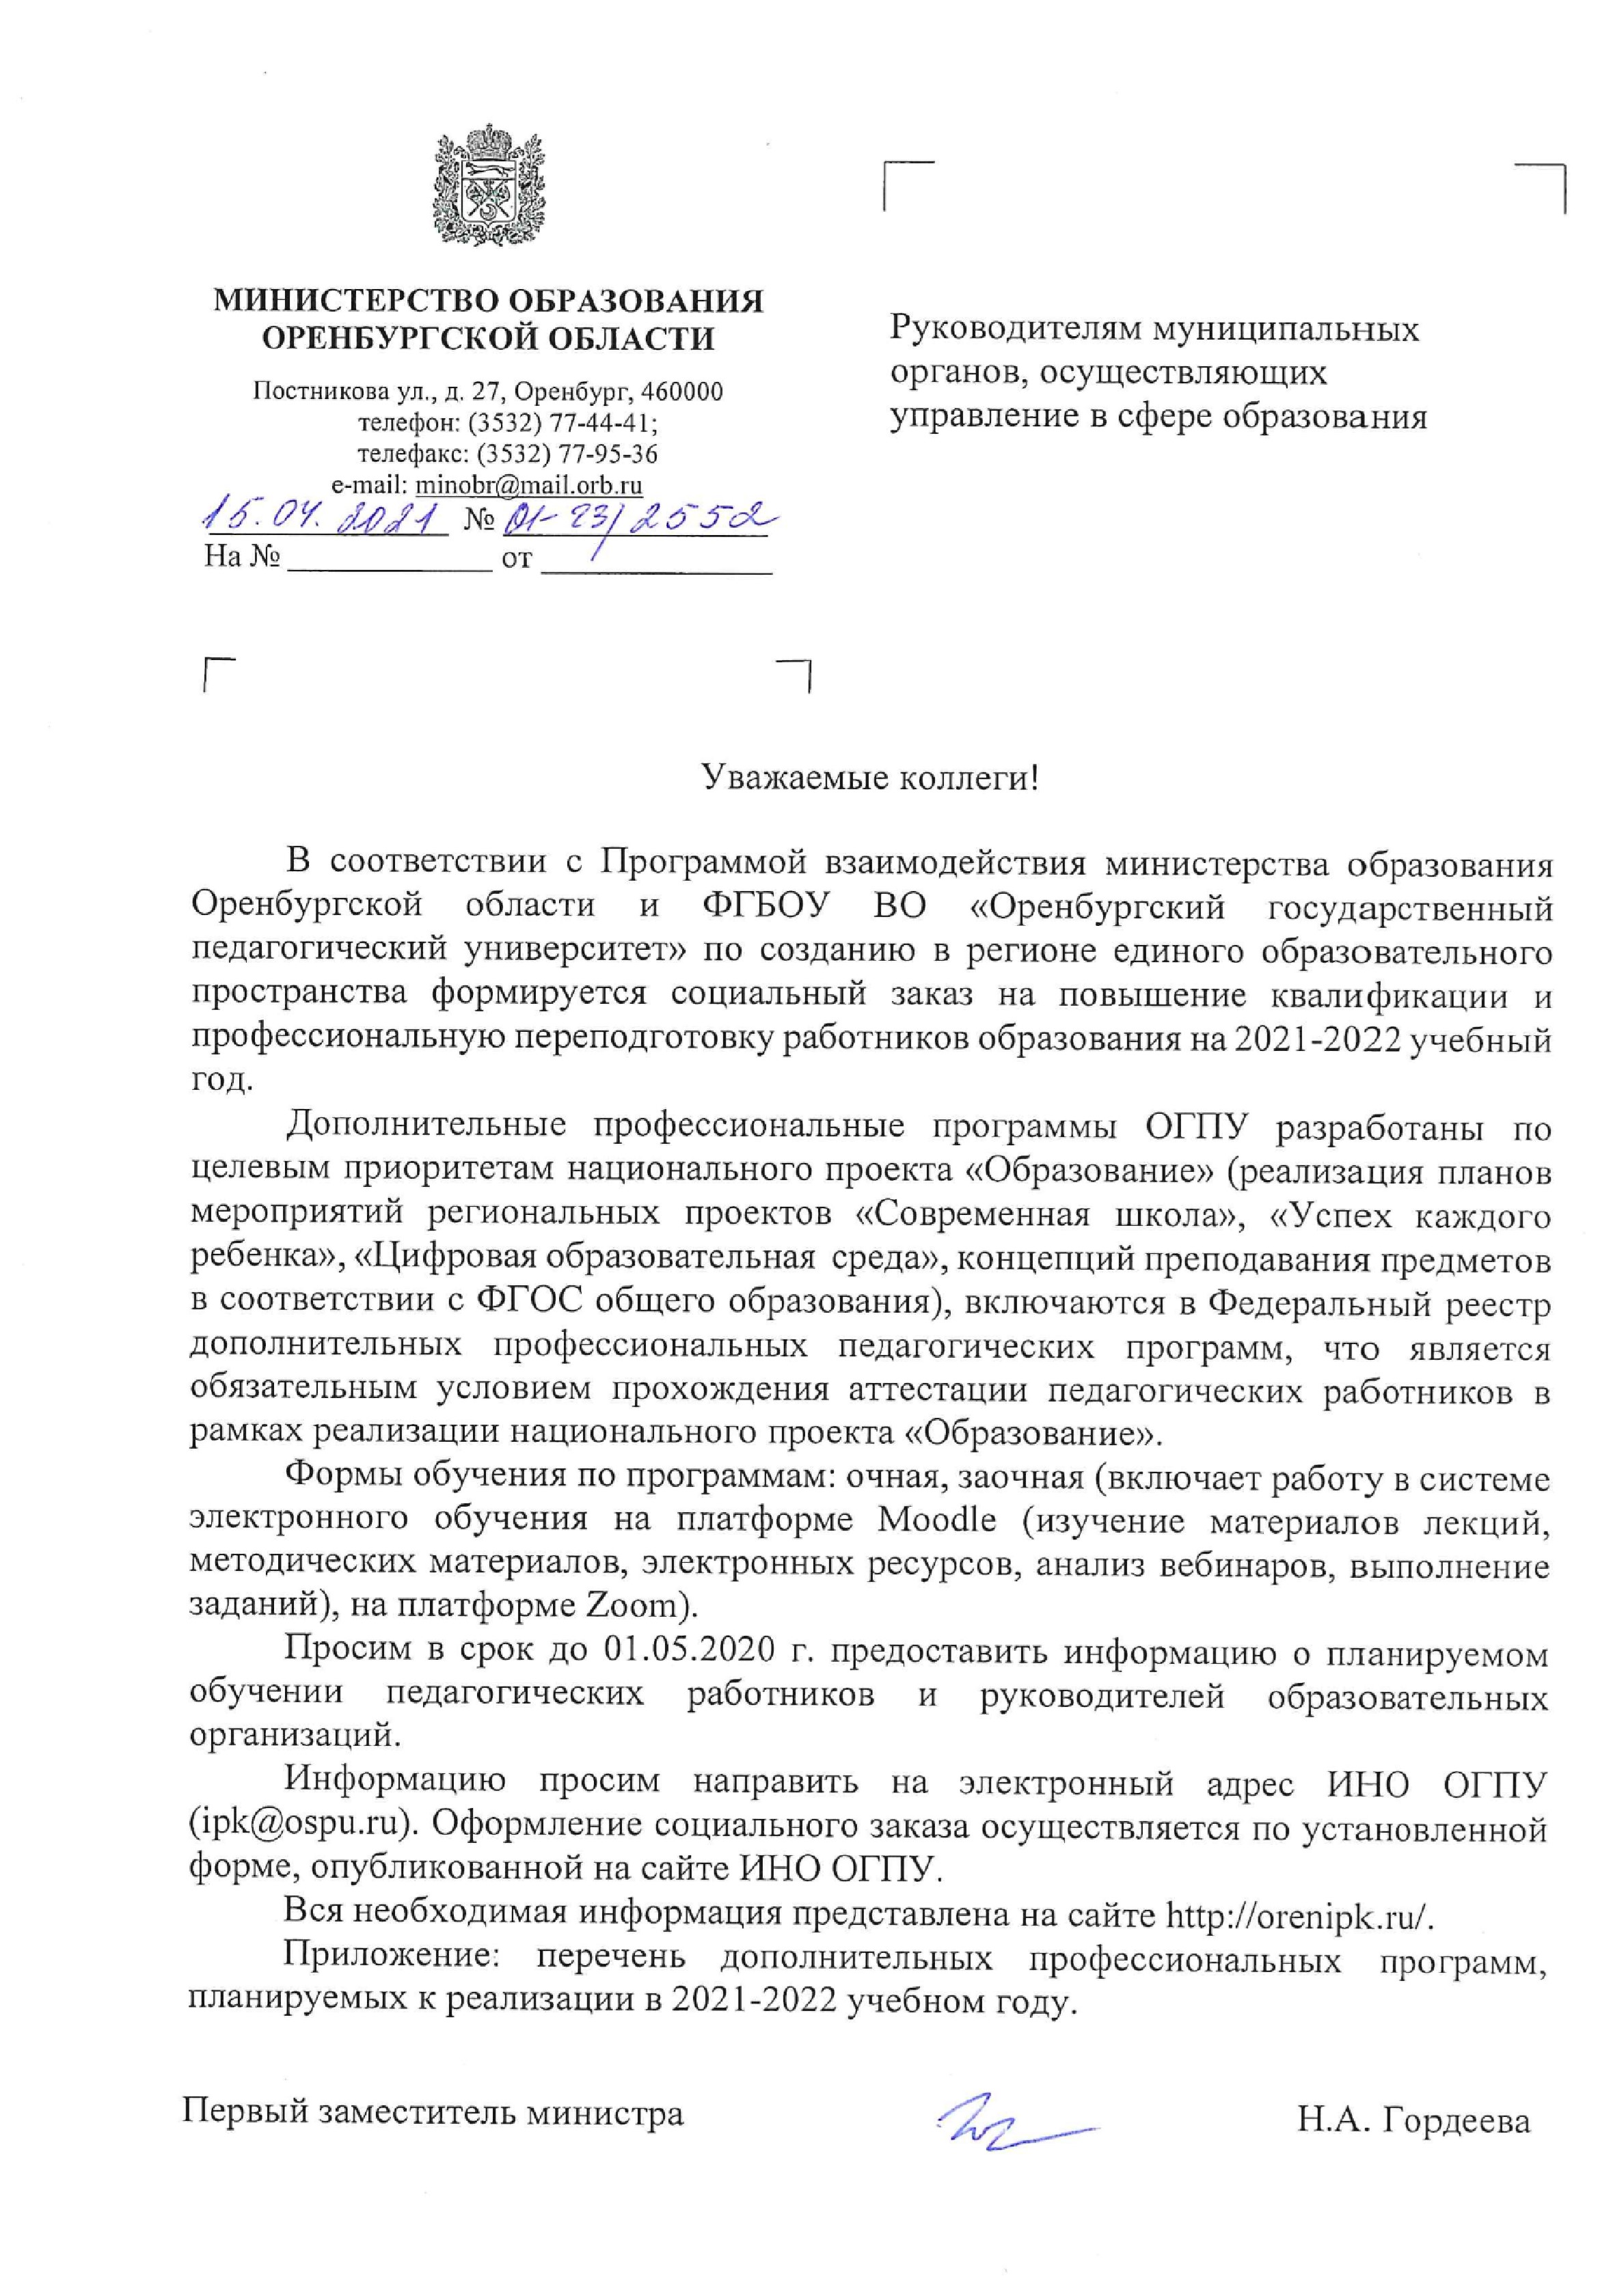 МИНИСТЕРСТВО ОБРАЗОВАНИЯ
ОРЕНБУРГСКОЙ ОБЛАСТИ
Постникова ул., д. 27, Оренбург, 460000
телефон: (3532) 77-44-41;
телефакс: (3532) 77-95-36
e-mail: minobr@mail.orb.ru
15.04.2021 № 01-23/2552
На № от
Руководителям муниципальных
органов, осуществляющих
управление в сфере образования
Уважаемые коллеги!
В соответствии с Программой взаимодействия министерства образования
Оренбургской области и ФГБОУ ВО «Оренбургский государственный
педагогический университет» по созданию в регионе единого образовательного
пространства формируется социальный заказ на повышение квалификации и
профессиональную переподготовку работников образования на 2021-2022 учебный
год.
Дополнительные профессиональные программы ОГПУ разработаны по
целевым приоритетам национального проекта «Образование» (реализация планов
мероприятий региональных проектов «Современная школа», «Успех каждого
ребенка», «Цифровая образовательная среда», концепций преподавания предметов
в соответствии с ФГОС общего образования), включаются в Федеральный реестр
дополнительных профессиональных педагогических программ, что является
обязательным условием прохождения аттестации педагогических работников в
рамках реализации национального проекта «Образование».
Формы обучения по программам: очная, заочная (включает работу в системе
электронного обучения на платформе Moodle (изучение материалов лекций,
методических материалов, электронных ресурсов, анализ вебинаров, выполнение
заданий), на платформе Zoom).
Просим в срок до 01.05.2020 г. предоставить информацию о планируемом
обучении педагогических работников и руководителей образовательных
организаций.
Информацию просим направить на электронный адрес ИНО ОГПУ
(ipk@ospu.ru). Оформление социального заказа осуществляется по установленной
форме, опубликованной на сайте ИНО ОГПУ.
Вся необходимая информация представлена на сайте http://orenipk.ru/.
Приложение: перечень дополнительных профессиональных программ,
планируемых к реализации в 2021-2022 учебном году.
Первый заместитель министра
Н.А. Гордеева